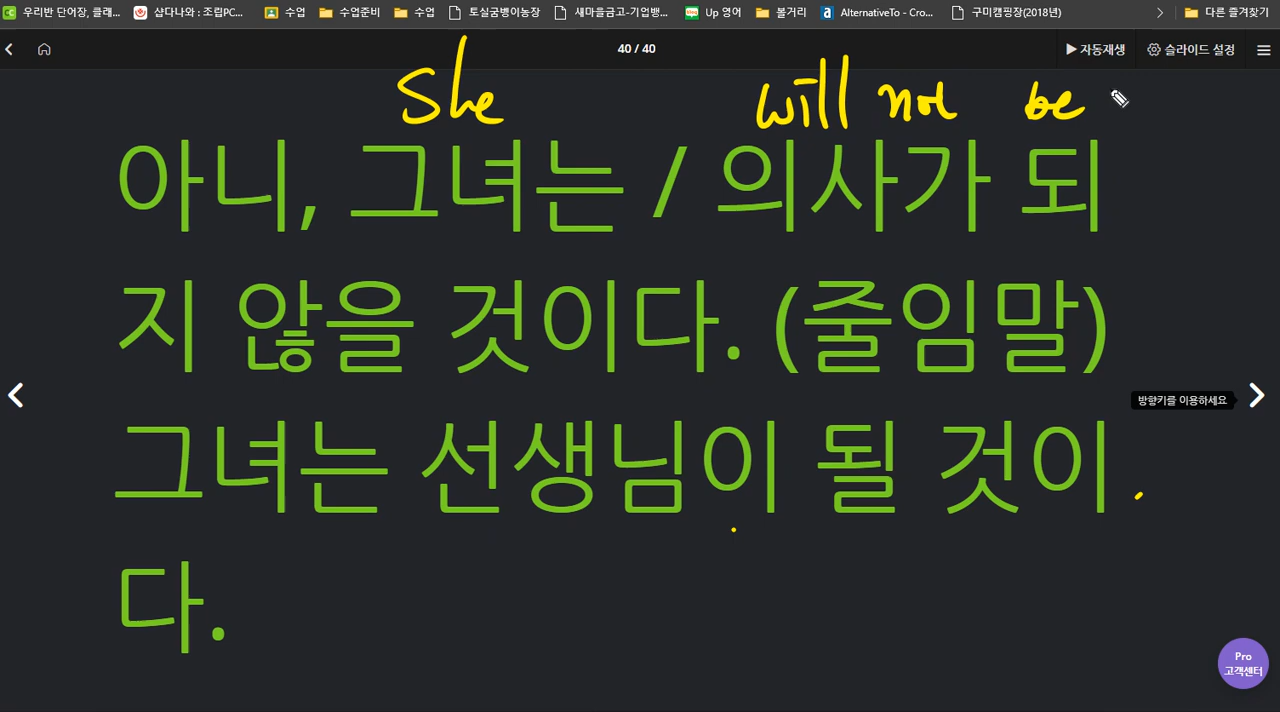 우리반 단어장, 클래... 샵다나와 : 조립PC... 수업 수업준비 수업 토실굼벵이농장 새마을금고-기업뱅... Up 영어 볼거리 AlternativeTo - Cro... 구미캠핑장(2018년) 다른 즐겨찾기
40 / 40 자동재생 슬라이드 설정
She will not be
아니, 그녀는 / 의사가 되
지 않을 것이다. (줄임말)
방향키를 이용하세요
그녀는 선생님이 될 것이
다.
Pro
고객센터